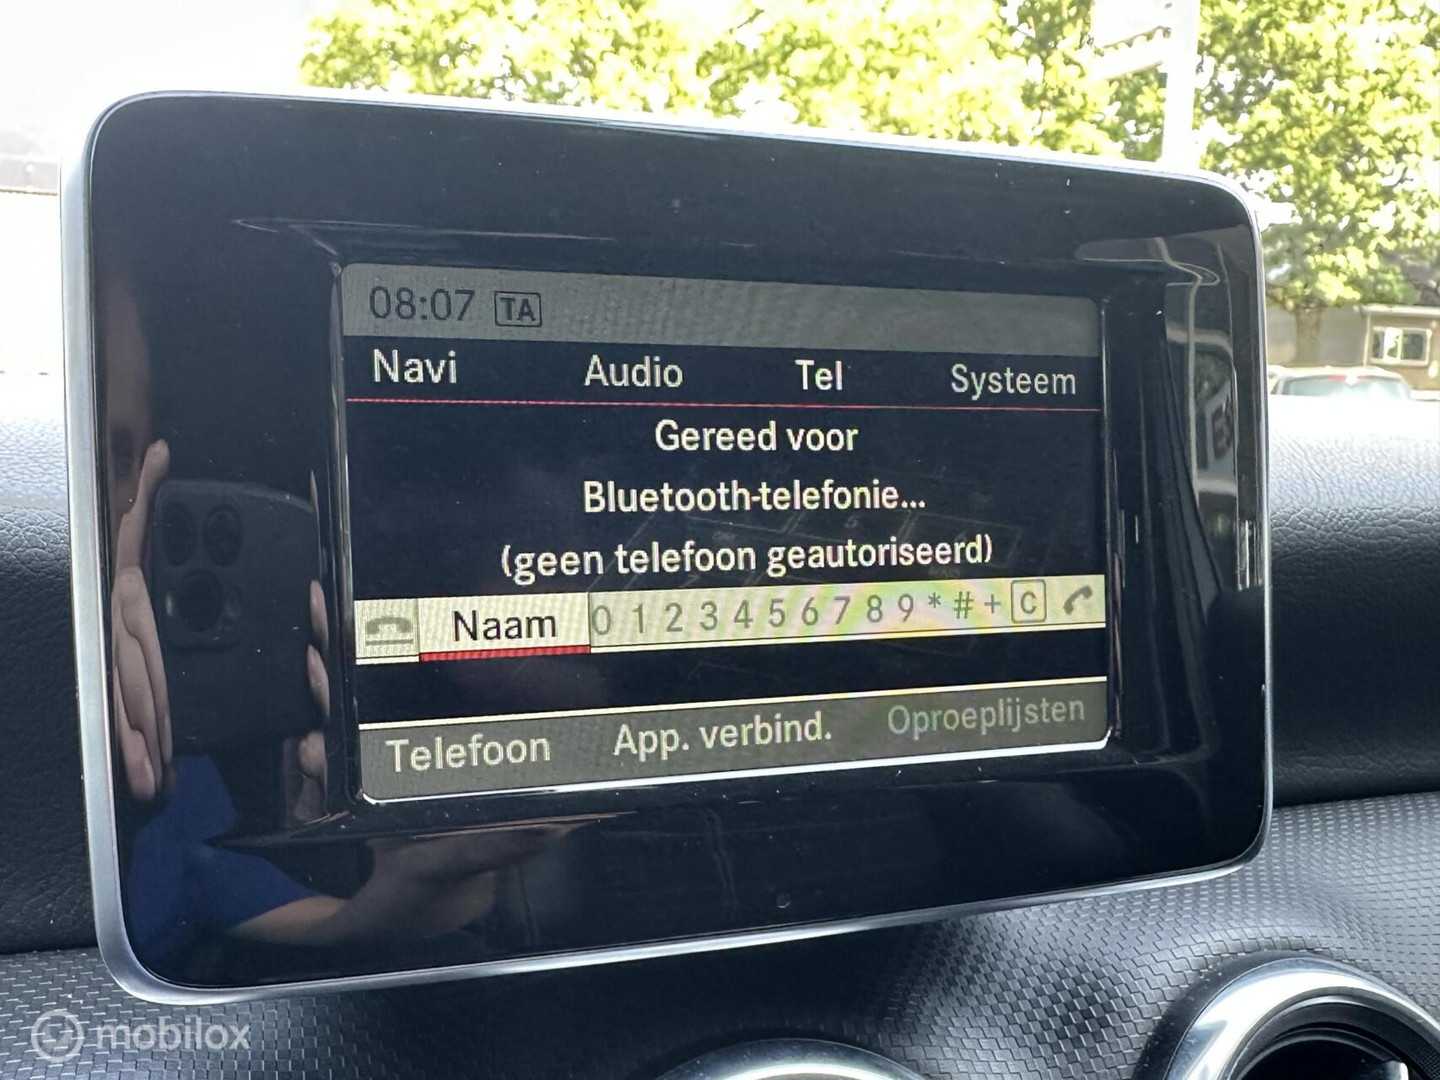 08:07 TA
Navi Audio Tel Systeem
Gereed voor
Bluetooth-telefonie...
(geen telefoon geautoriseerd)
Naam 0 1 2 3 4 5 6 7 8 9 * # + C
Telefoon App. verbind. Oproeplijsten
mobilox